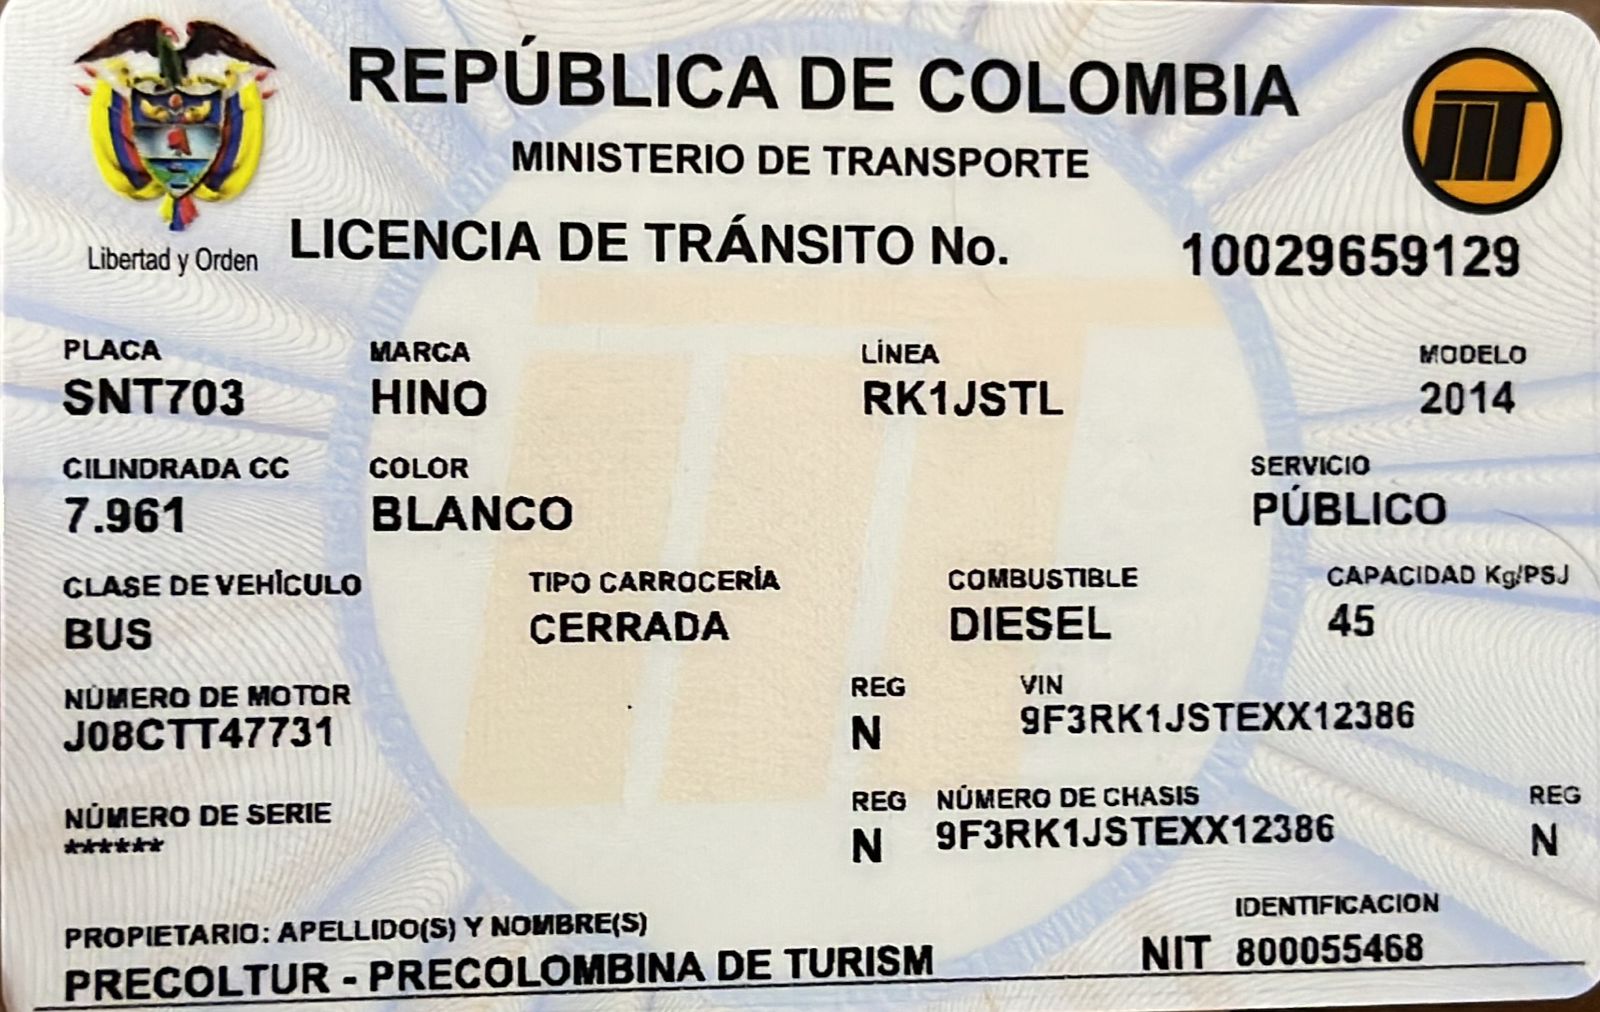 REPÚBLICA DE COLOMBIA
MINISTERIO DE TRANSPORTE
Libertad y Orden
LICENCIA DE TRÁNSITO No. 10029659129
PLACA MARCA LÍNEA MODELO
SNT703 HINO RK1JSTL 2014
CILINDRADA CC COLOR SERVICIO
7.961 BLANCO PÚBLICO
CLASE DE VEHÍCULO TIPO CARROCERÍA COMBUSTIBLE CAPACIDAD Kg/PSJ
BUS CERRADA DIESEL 45
NÚMERO DE MOTOR REG VIN
J08CTT47731 N 9F3RK1JSTEXX12386
NÚMERO DE SERIE REG NÚMERO DE CHASIS REG
****** N 9F3RK1JSTEXX12386 N
PROPIETARIO: APELLIDO(S) Y NOMBRE(S) IDENTIFICACION
PRECOLTUR - PRECOLOMBINA DE TURISM NIT 800055468